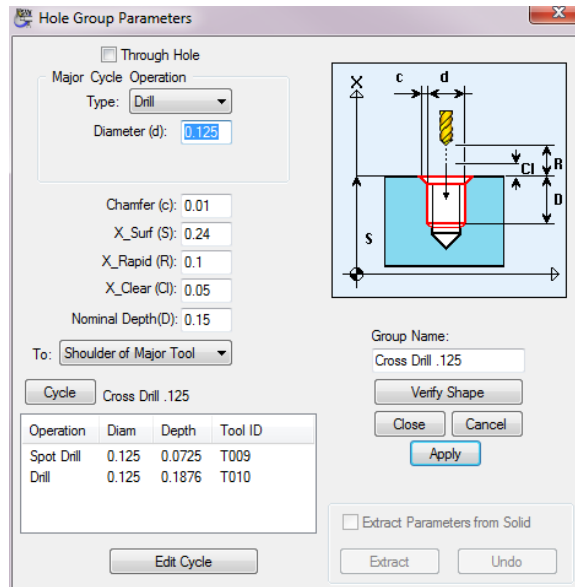 Hole Group Parameters
X
Through Hole
Major Cycle Operation
Type: Drill
Diameter (d): 0.125
Chamfer (c): 0.01
X_Surf (S): 0.24
X_Rapid (R): 0.1
X_Clear (Cl): 0.05
Nominal Depth(D): 0.15
To: Shoulder of Major Tool
Cycle Cross Drill .125
Operation Diam Depth Tool ID
Spot Drill 0.125 0.0725 T009
Drill 0.125 0.1876 T010
Edit Cycle
X c d
R
Cl
D
S
Group Name:
Cross Drill .125
Verify Shape
Close Cancel
Apply
Extract Parameters from Solid
Extract Undo